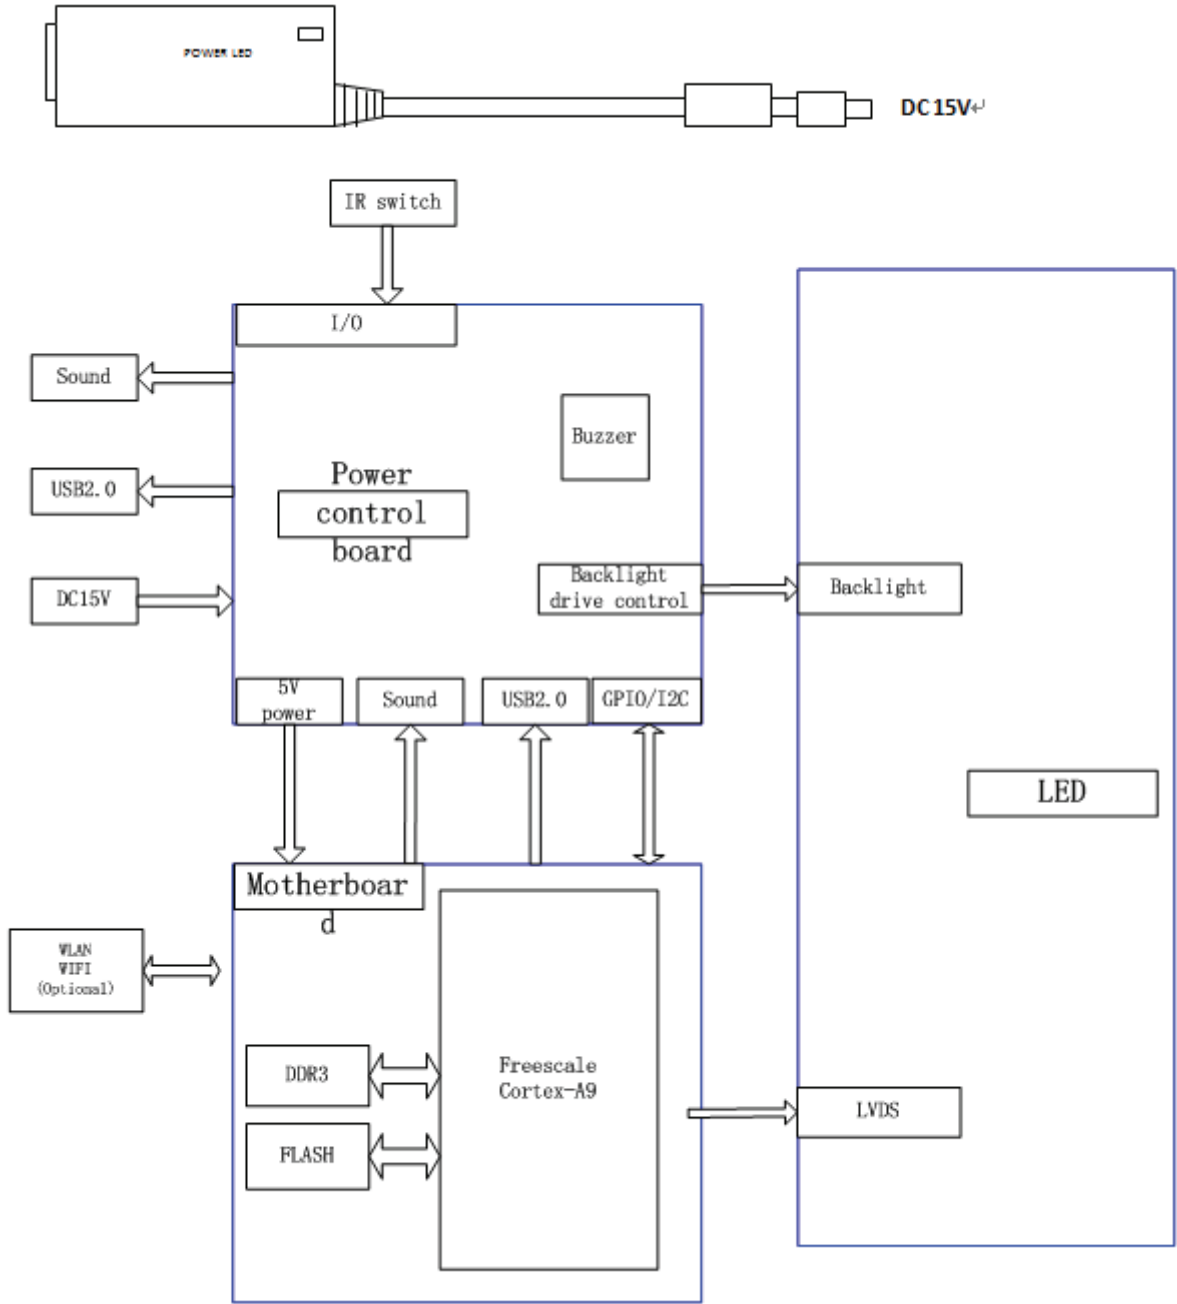 POWER LED
DC15V↵
IR switch
I/O
Sound
Buzzer
USB2.0
Power
control
board
DC15V
Backlight
drive control
Backlight
5V
power
Sound
USB2.0
GPIO/I2C
LED
Motherboar
d
WLAN
WIFI
(Optional)
DDR3
Freescale
Cortex-A9
LVDS
FLASH